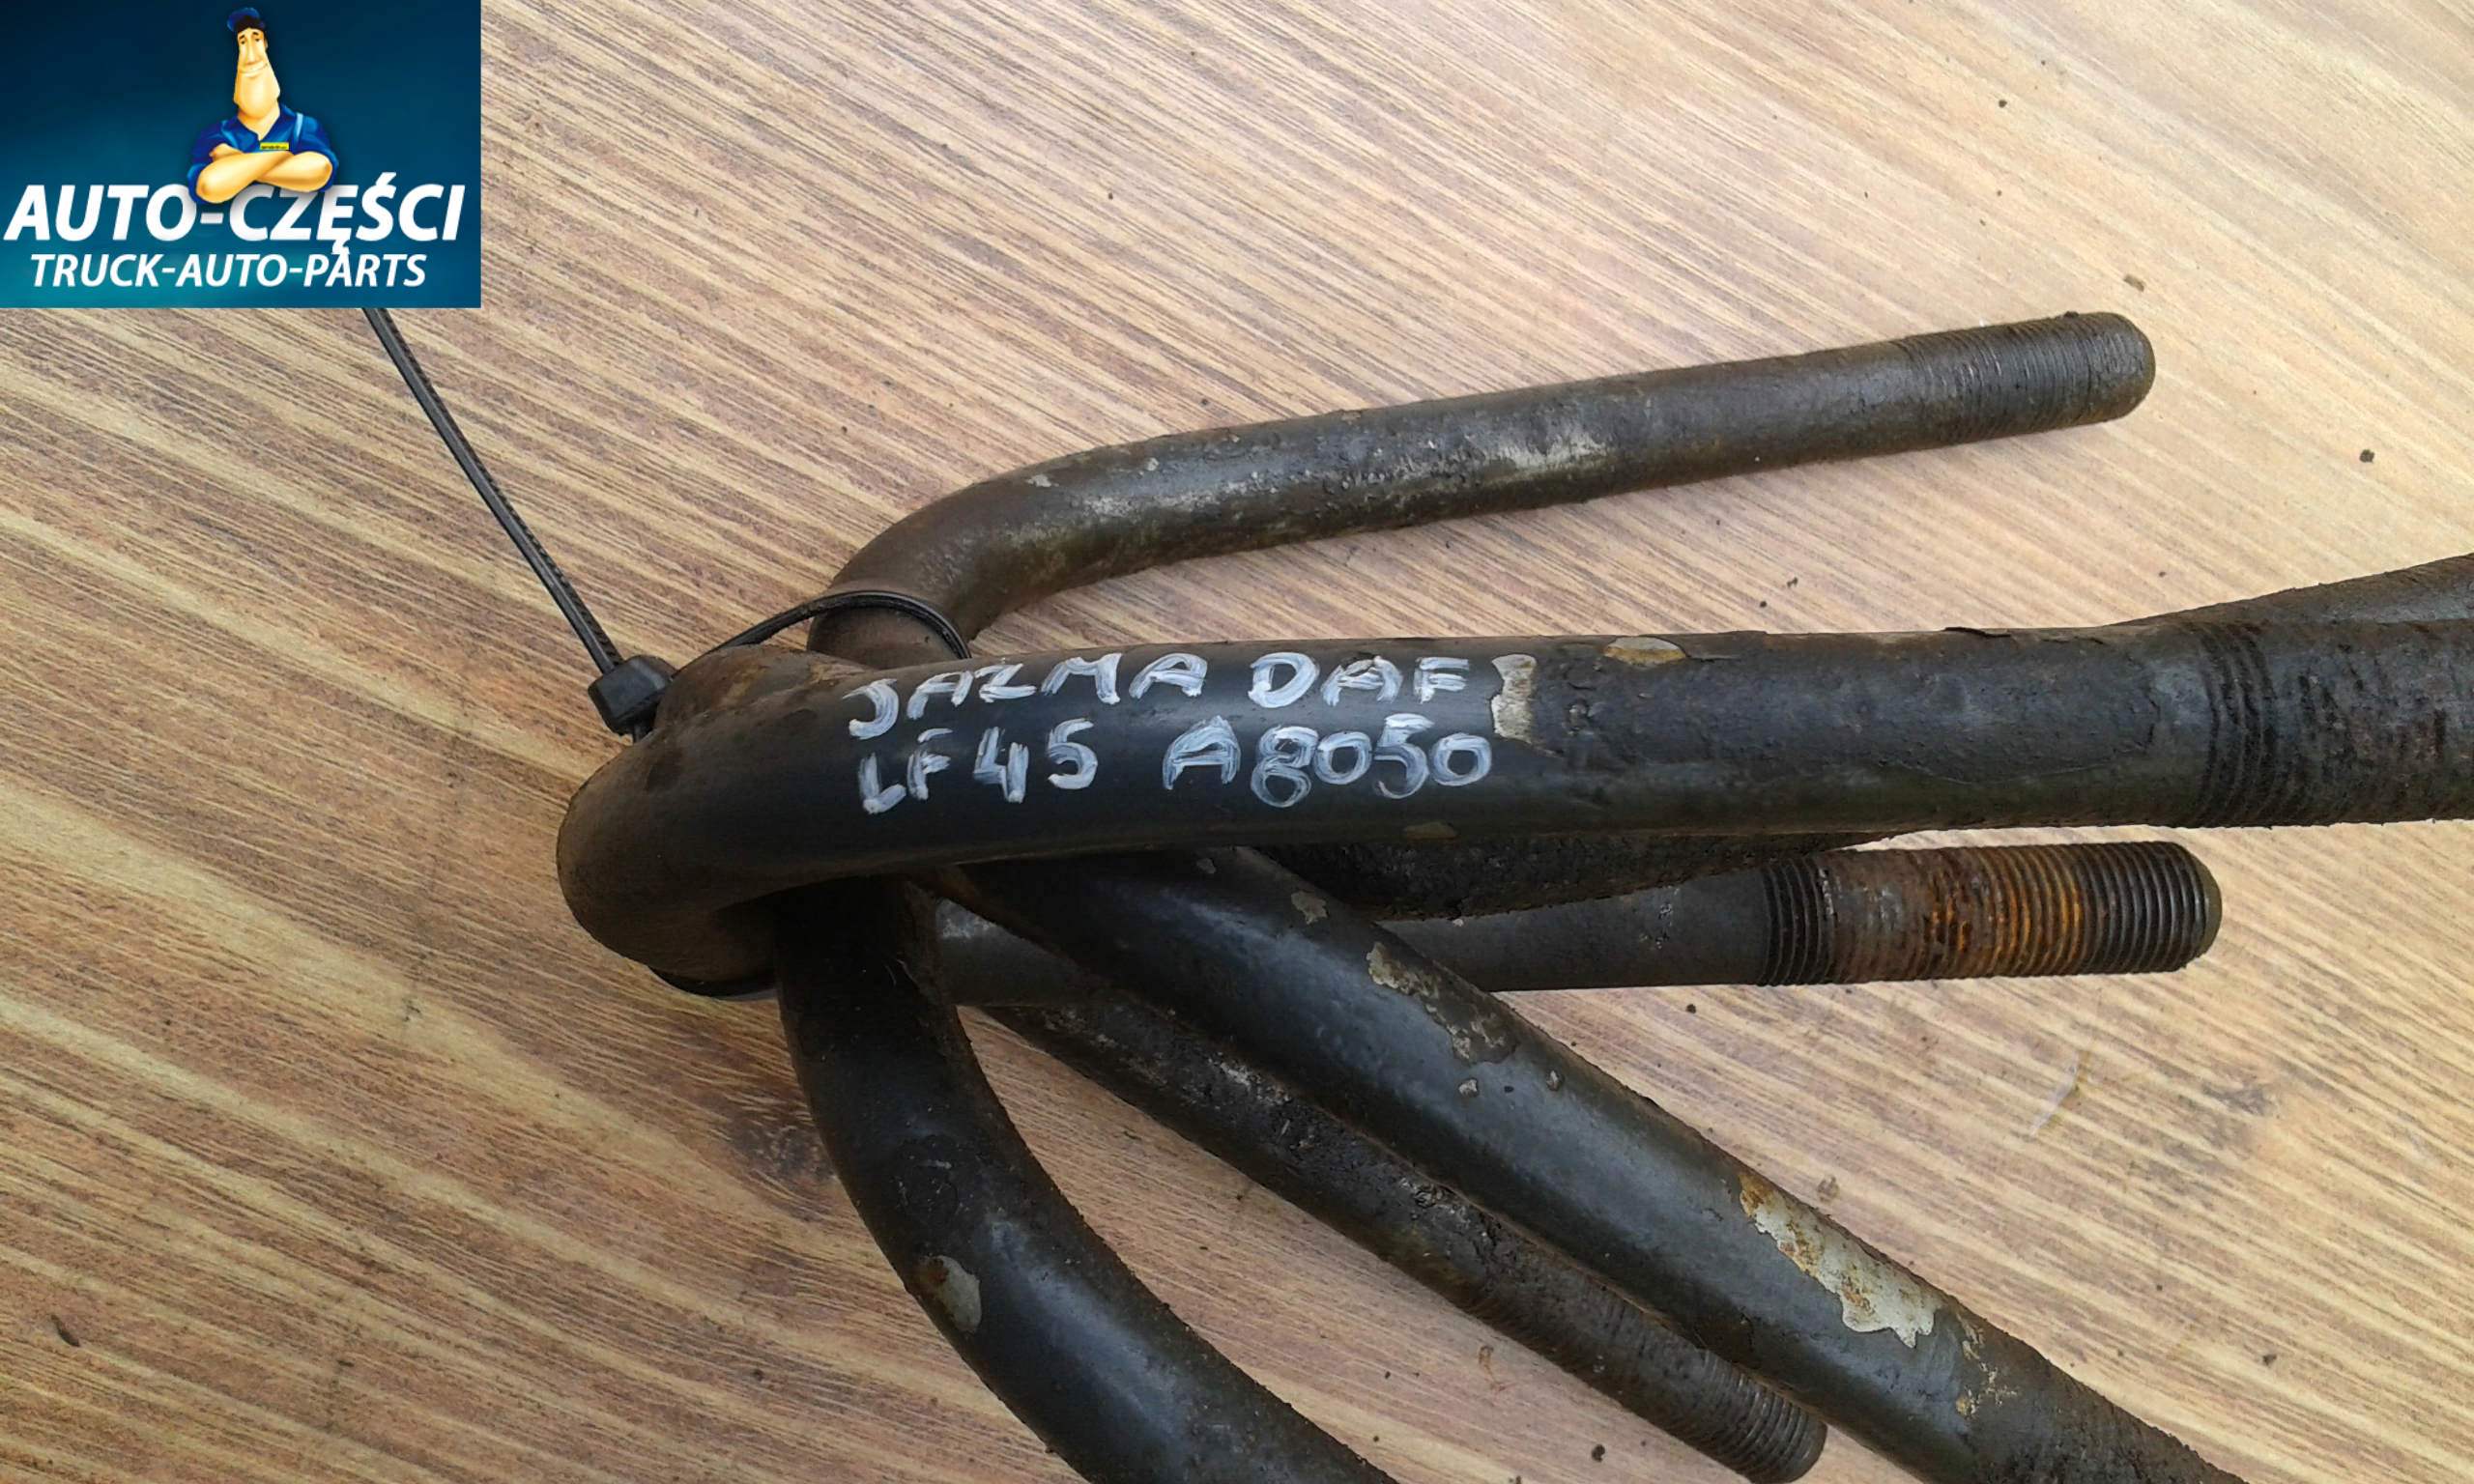 AUTO-CZĘŚCI
TRUCK-AUTO-PARTS
JAZMA DAF
LF45 A8050